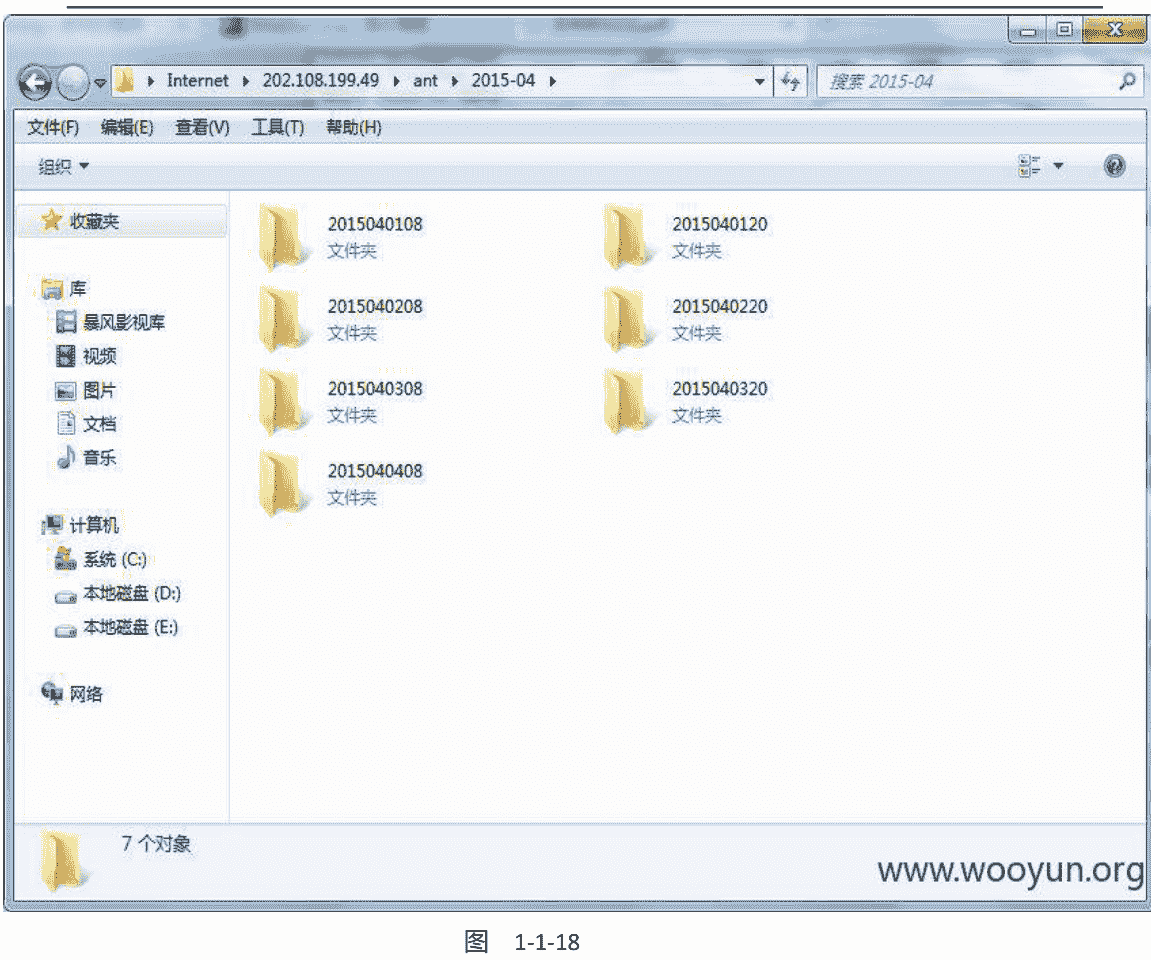 Internet 202.108.199.49 ant 2015-04
搜索 2015-04
文件(F) 编辑(E) 查看(V) 工具(T) 帮助(H)
组织
收藏夹
库
暴风影视库
视频
图片
文档
音乐
计算机
系统 (C:)
本地磁盘 (D:)
本地磁盘 (E:)
网络
2015040108
文件夹
2015040120
文件夹
2015040208
文件夹
2015040220
文件夹
2015040308
文件夹
2015040320
文件夹
2015040408
文件夹
7 个对象
www.wooyun.org
图 1-1-18